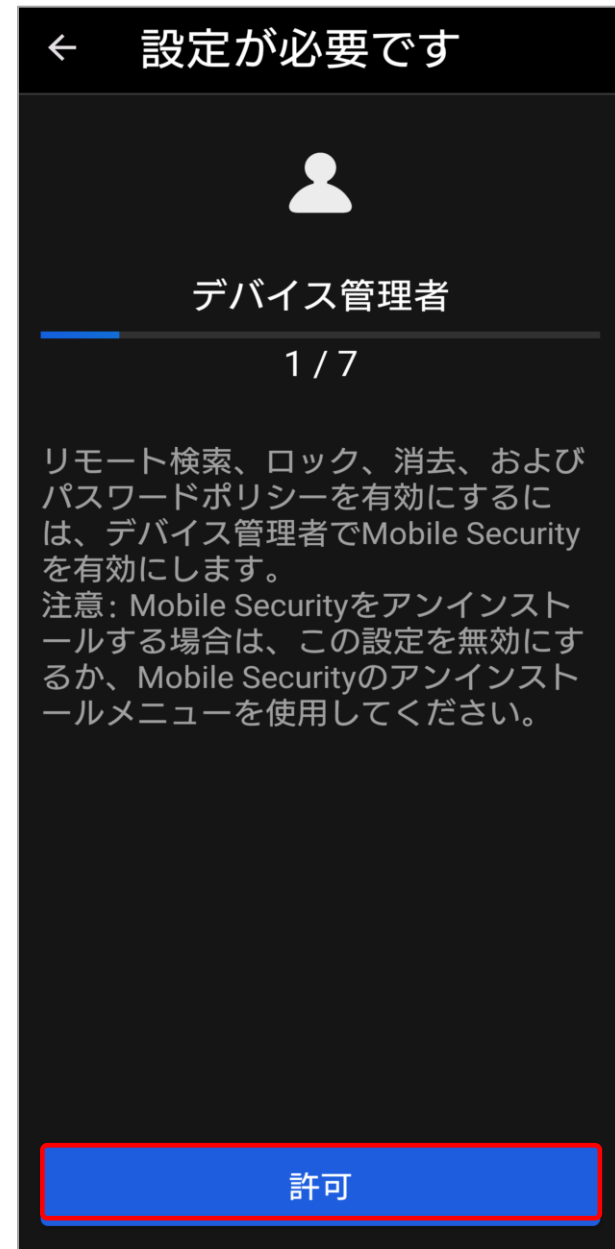 ← 設定が必要です
デバイス管理者
1 / 7
リモート検索、ロック、消去、および
パスワードポリシーを有効にするに
は、デバイス管理者でMobile Security
を有効にします。
注意: Mobile Securityをアンインスト
ールする場合は、この設定を無効にす
るか、Mobile Securityのアンインスト
ールメニューを使用してください。
許可